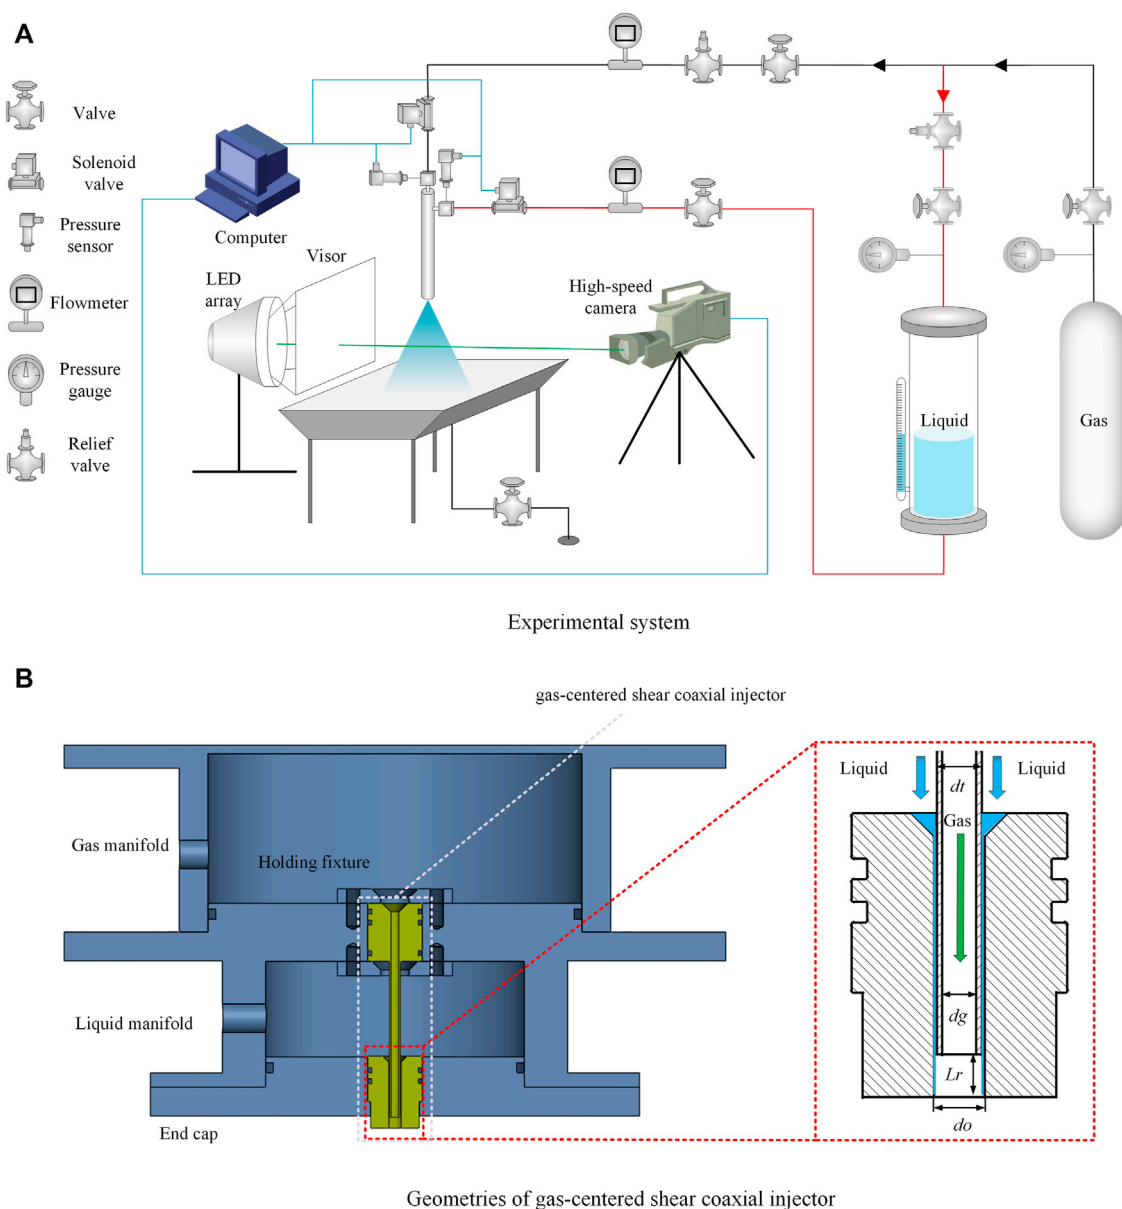 A
Valve
Solenoid
valve
Pressure
sensor
Flowmeter
Pressure
gauge
Relief
valve
Computer
LED
array
Visor
High-speed
camera
Liquid
Gas
Experimental system
B
gas-centered shear coaxial injector
Gas manifold
Holding fixture
Liquid manifold
End cap
Liquid
Liquid
dt
Gas
dg
Lr
do
Geometries of gas-centered shear coaxial injector